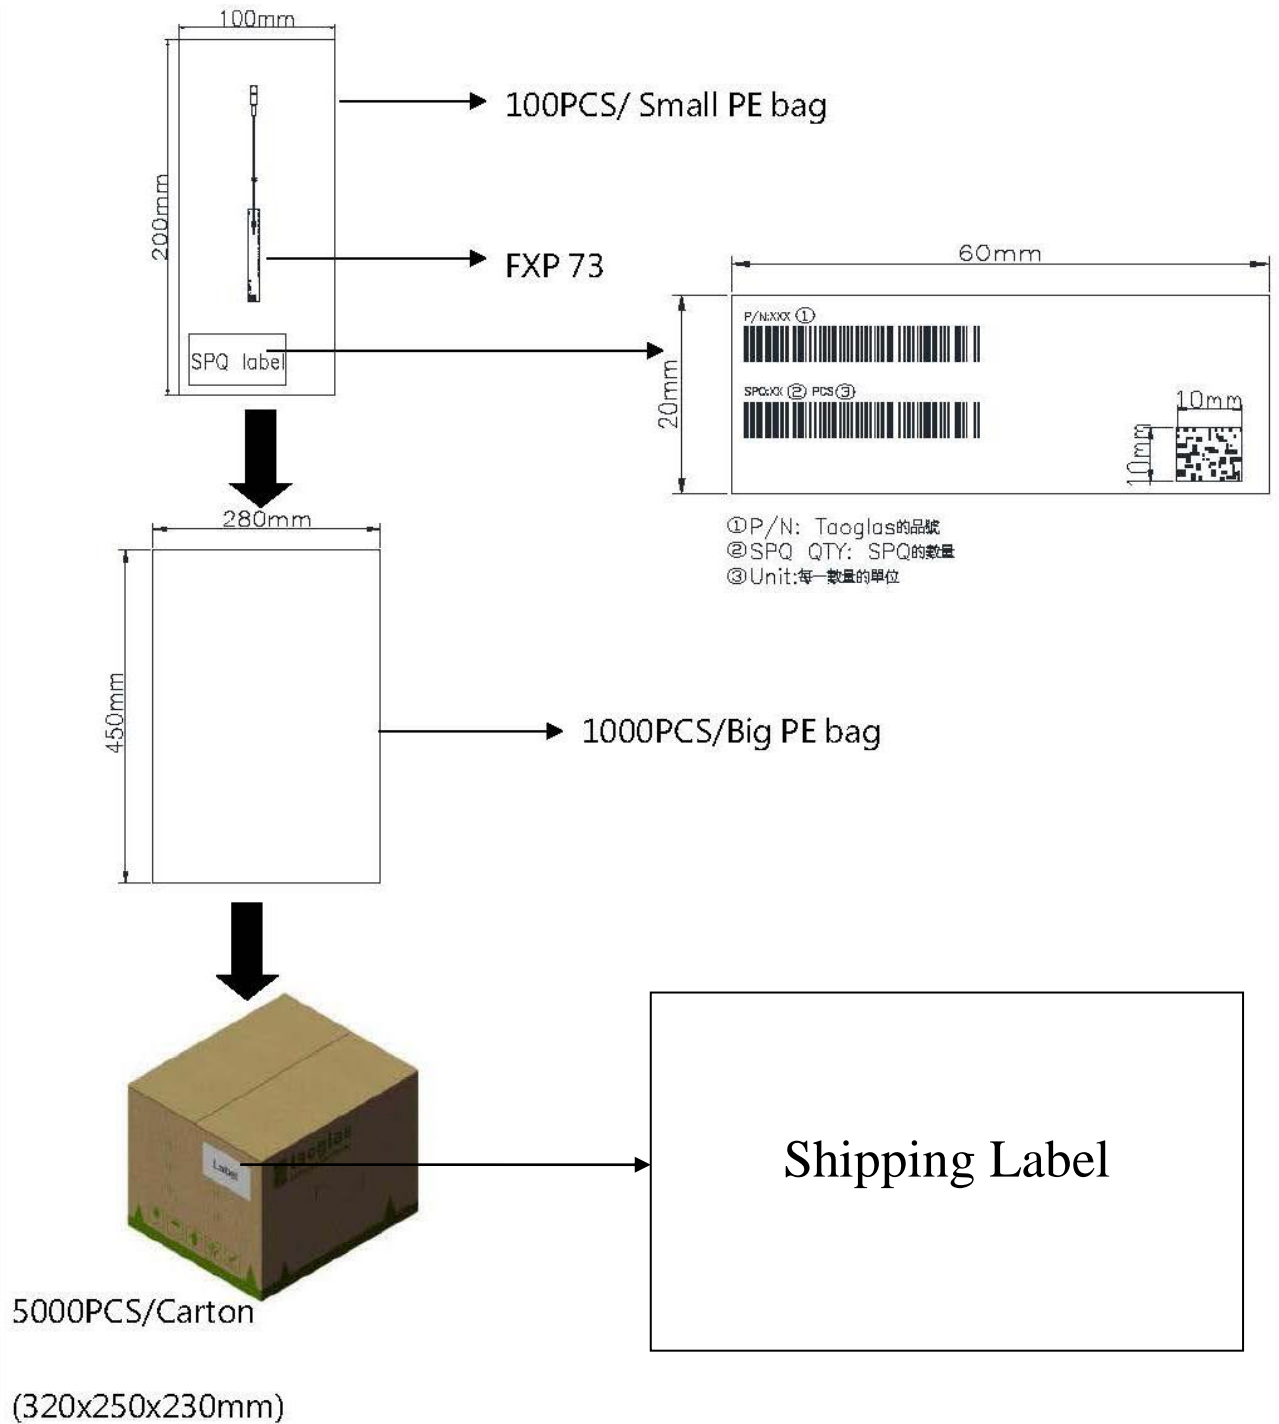 100mm
100PCS/ Small PE bag
200mm
FXP 73
SPQ label
60mm
20mm
P/N:XXX ①
SPQ:XX ② PCS ③
10mm
10mm
①P/N: Taoglas的品號
②SPQ QTY: SPQ的數量
③Unit:每一數量的單位
280mm
450mm
1000PCS/Big PE bag
Label
taoglas
Shipping Label
5000PCS/Carton
(320x250x230mm)